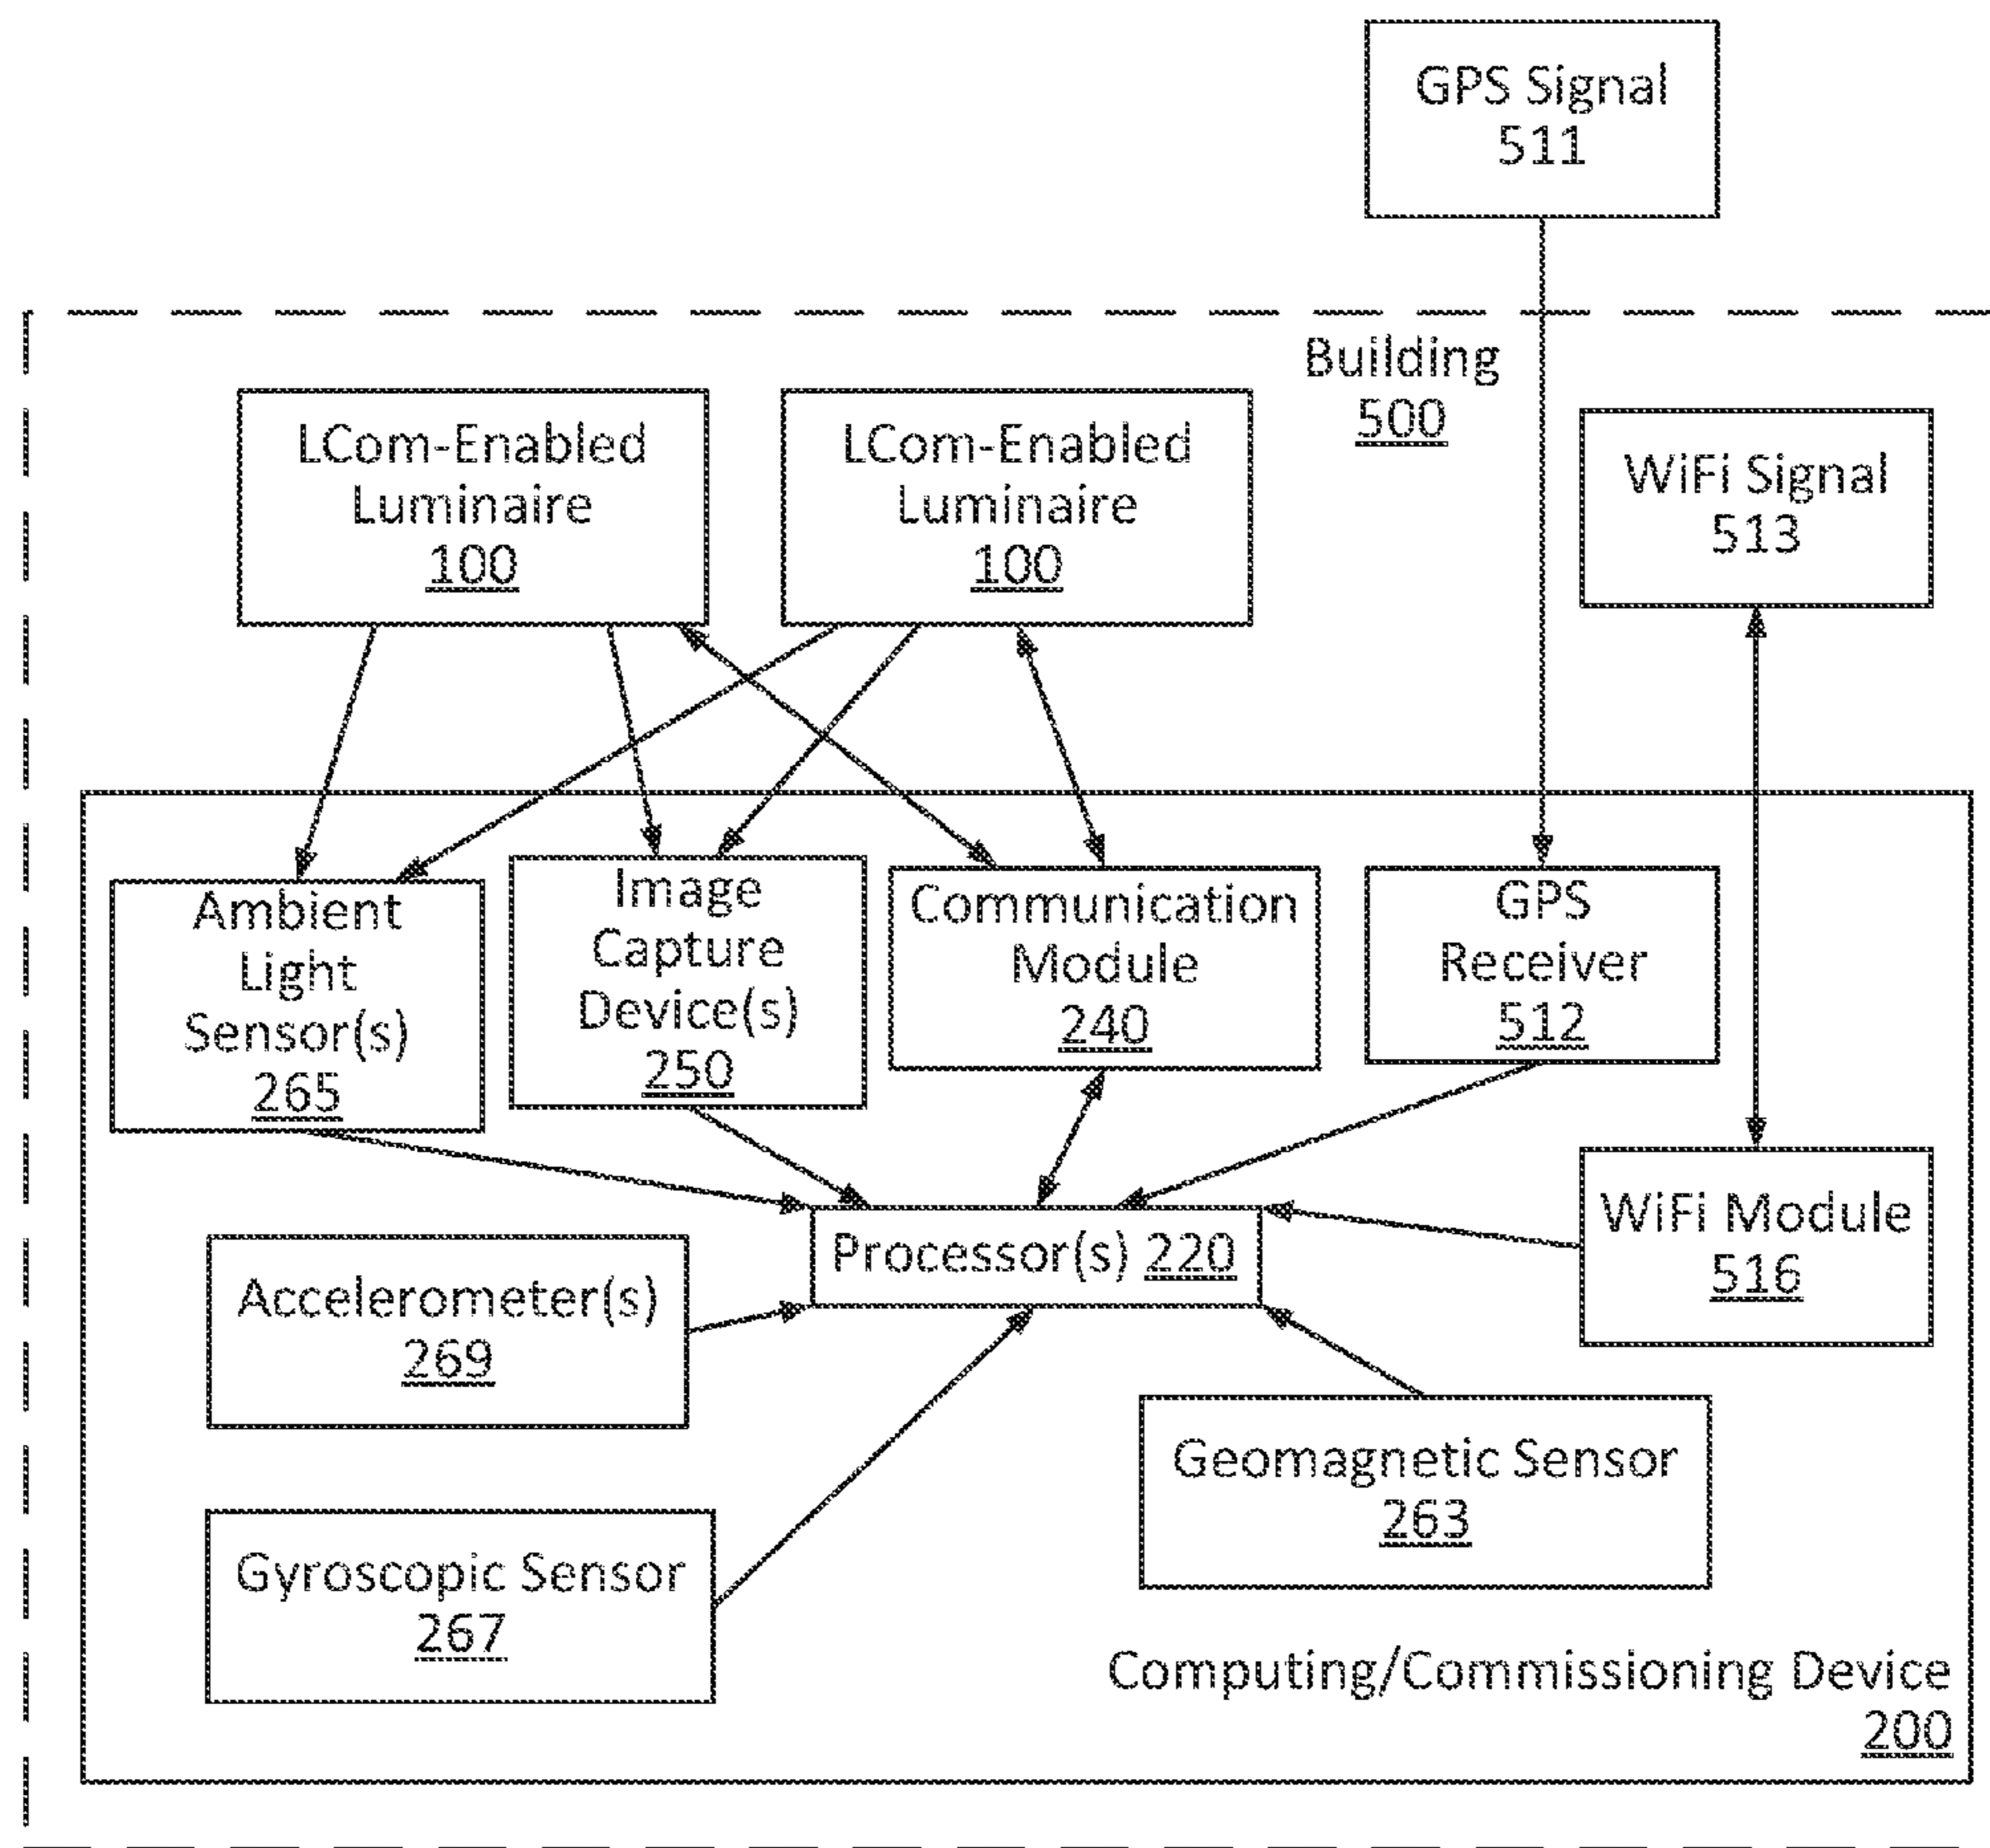 GPS Signal
511
Building
500
LCom-Enabled
Luminaire
100
LCom-Enabled
Luminaire
100
WiFi Signal
513
Ambient
Light
Sensor(s)
265
Image
Capture
Device(s)
250
Communication
Module
240
GPS
Receiver
512
Processor(s) 220
WiFi Module
516
Accelerometer(s)
269
Geomagnetic Sensor
263
Gyroscopic Sensor
267
Computing/Commissioning Device
200